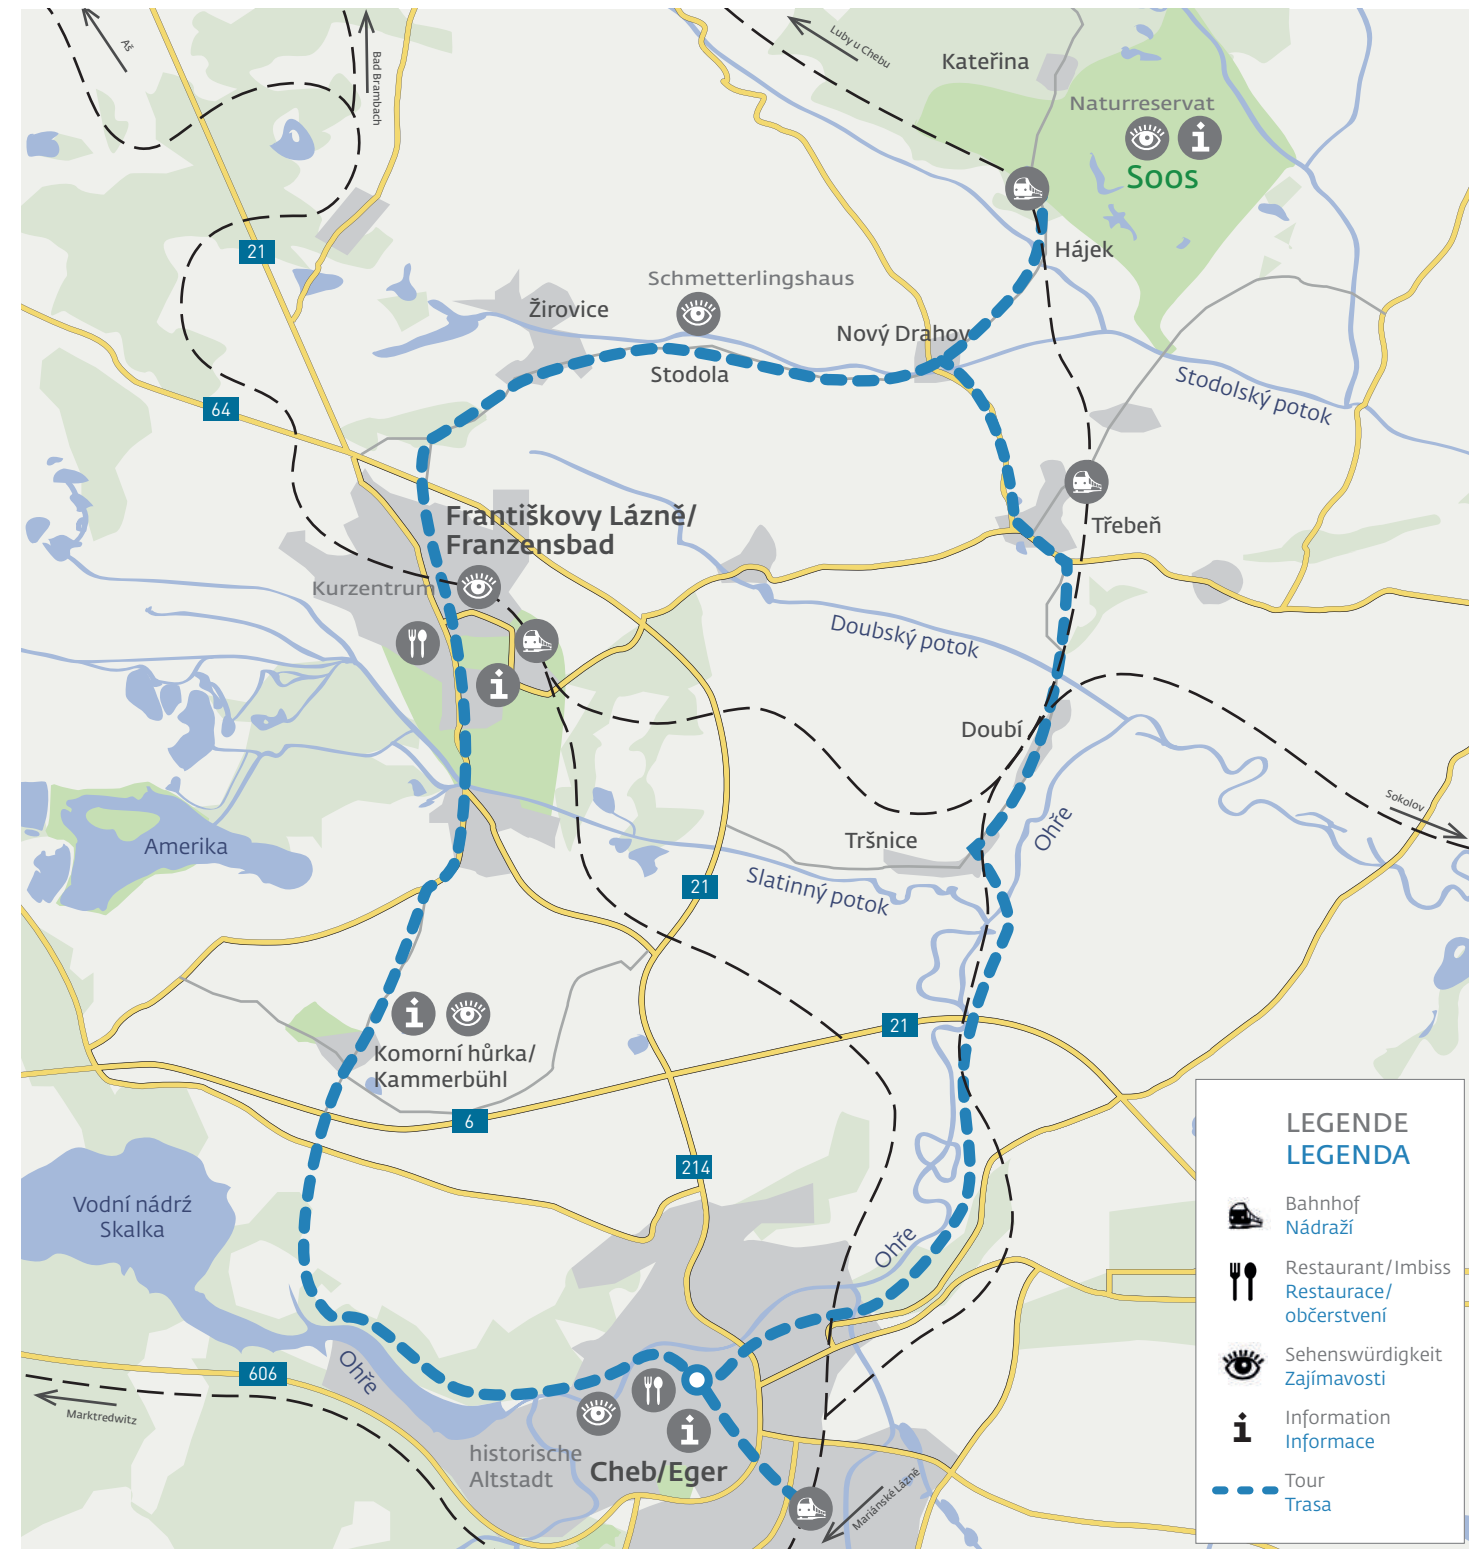 Aš
Bad Brambach
Luby u Chebu
Kateřina
Naturreservat
Soos
21
Hájek
Schmetterlingshaus
Žirovice
Nový Drahov
Stodola
Stodolský potok
64
Františkovy Lázně/
Franzensbad
Třebeň
Kurzentrum
Doubský potok
Doubí
Sokolov
Ohře
Amerika
Tršnice
21
Slatinný potok
21
Komorní hůrka/
Kammerbühl
6
214
Vodní nádrź
Skalka
Ohře
Ohře
606
Marktredwitz
historische
Altstadt
Cheb/Eger
Mariánské Lázně
LEGENDE
LEGENDA
Bahnhof
Nádraží
Restaurant/Imbiss
Restaurace/
občerstvení
Sehenswürdigkeit
Zajímavosti
Information
Informace
Tour
Trasa